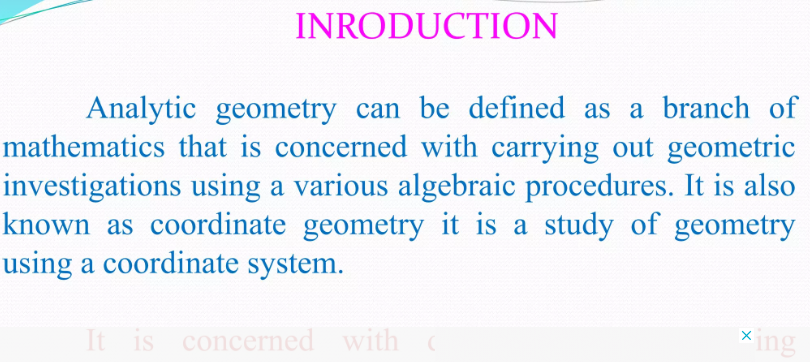 INRODUCTION
Analytic geometry can be defined as a branch of
mathematics that is concerned with carrying out geometric
investigations using a various algebraic procedures. It is also
known as coordinate geometry it is a study of geometry
using a coordinate system.
It is concerned with